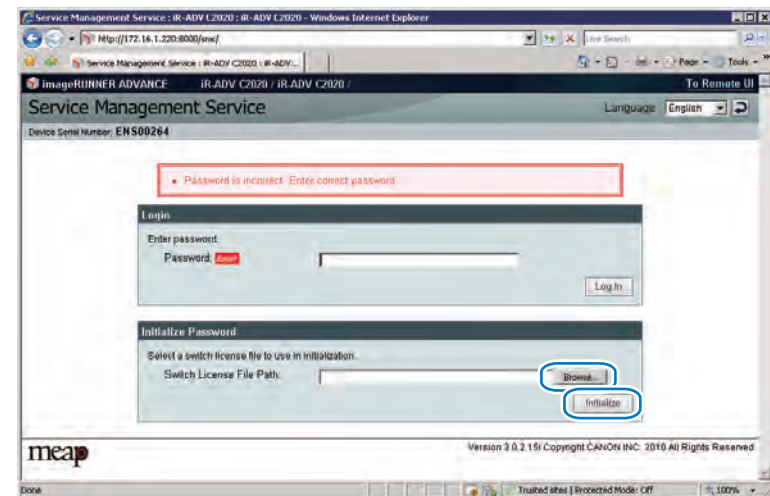 Service Management Service : iR-ADV C2020 : iR-ADV C2020 - Windows Internet Explorer
http://172.16.1.220:8000/sms/
Live Search
Service Management Service : iR-ADV C2020 : iR-ADV-...
Page
Tools
imageRUNNER ADVANCE iR-ADV C2020 / iR-ADV C2020 /
To Remote UI
Service Management Service
Language English
Device Serial Number: ENS00264
• Password is incorrect. Enter correct password.
Login
Enter password.
Password: Error
Log In
Initialize Password
Select a switch license file to use in initialization.
Switch License File Path:
Browse...
Initialize
meap
Version 3.0.2.15i Copyright CANON INC. 2010 All Rights Reserved
Done
Trusted sites | Protected Mode: Off
100%